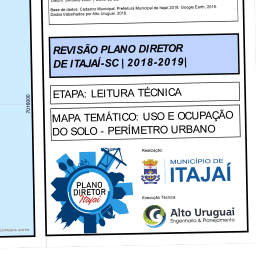 Base de dados: Cadastro Municipal, Prefeitura Municipal de Itajaí 2018. Google Earth, 2018.
Dados trabalhados por Alto Uruguai, 2019.
REVISÃO PLANO DIRETOR
DE ITAJAÍ-SC | 2018-2019|
ETAPA: LEITURA TÉCNICA
MAPA TEMÁTICO: USO E OCUPAÇÃO
DO SOLO - PERÍMETRO URBANO
Realização:
PLANO
DIRETOR
Itajaí
MUNICÍPIO DE
ITAJAÍ
Execução Técnica:
Alto Uruguai
Engenharia & Planejamento